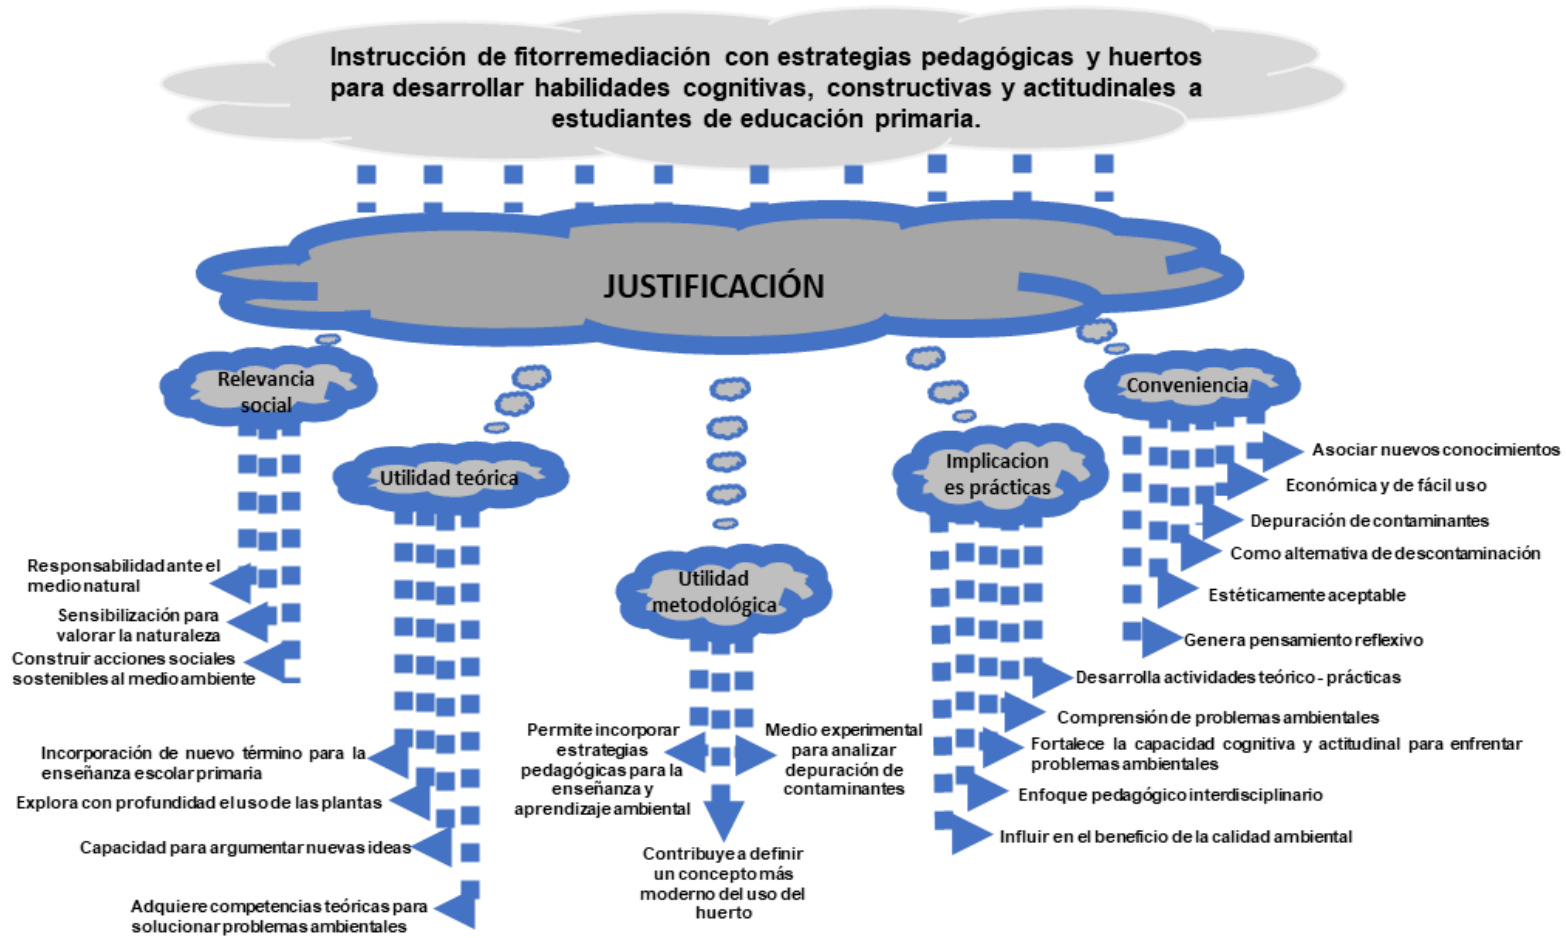 Instrucción de fitorremediación con estrategias pedagógicas y huertos
para desarrollar habilidades cognitivas, constructivas y actitudinales a
estudiantes de educación primaria.
JUSTIFICACIÓN
Relevancia
social
Responsabilidad ante el
medio natural
Sensibilización para
valorar la naturaleza
Construir acciones sociales
sostenibles al medio ambiente
Utilidad teórica
Incorporación de nuevo término para la
enseñanza escolar primaria
Explora con profundidad el uso de las plantas
Capacidad para argumentar nuevas ideas
Adquiere competencias teóricas para
solucionar problemas ambientales
Utilidad
metodológica
Permite incorporar
estrategias
pedagógicas para la
enseñanza y
aprendizaje ambiental
Medio experimental
para analizar
depuración de
contaminantes
Contribuye a definir
un concepto más
moderno del uso del
huerto
Implicacion
es prácticas
Desarrolla actividades teórico - prácticas
Comprensión de problemas ambientales
Fortalece la capacidad cognitiva y actitudinal para enfrentar
problemas ambientales
Enfoque pedagógico interdisciplinario
Influir en el beneficio de la calidad ambiental
Conveniencia
Asociar nuevos conocimientos
Económica y de fácil uso
Depuración de contaminantes
Como alternativa de descontaminación
Estéticamente aceptable
Genera pensamiento reflexivo